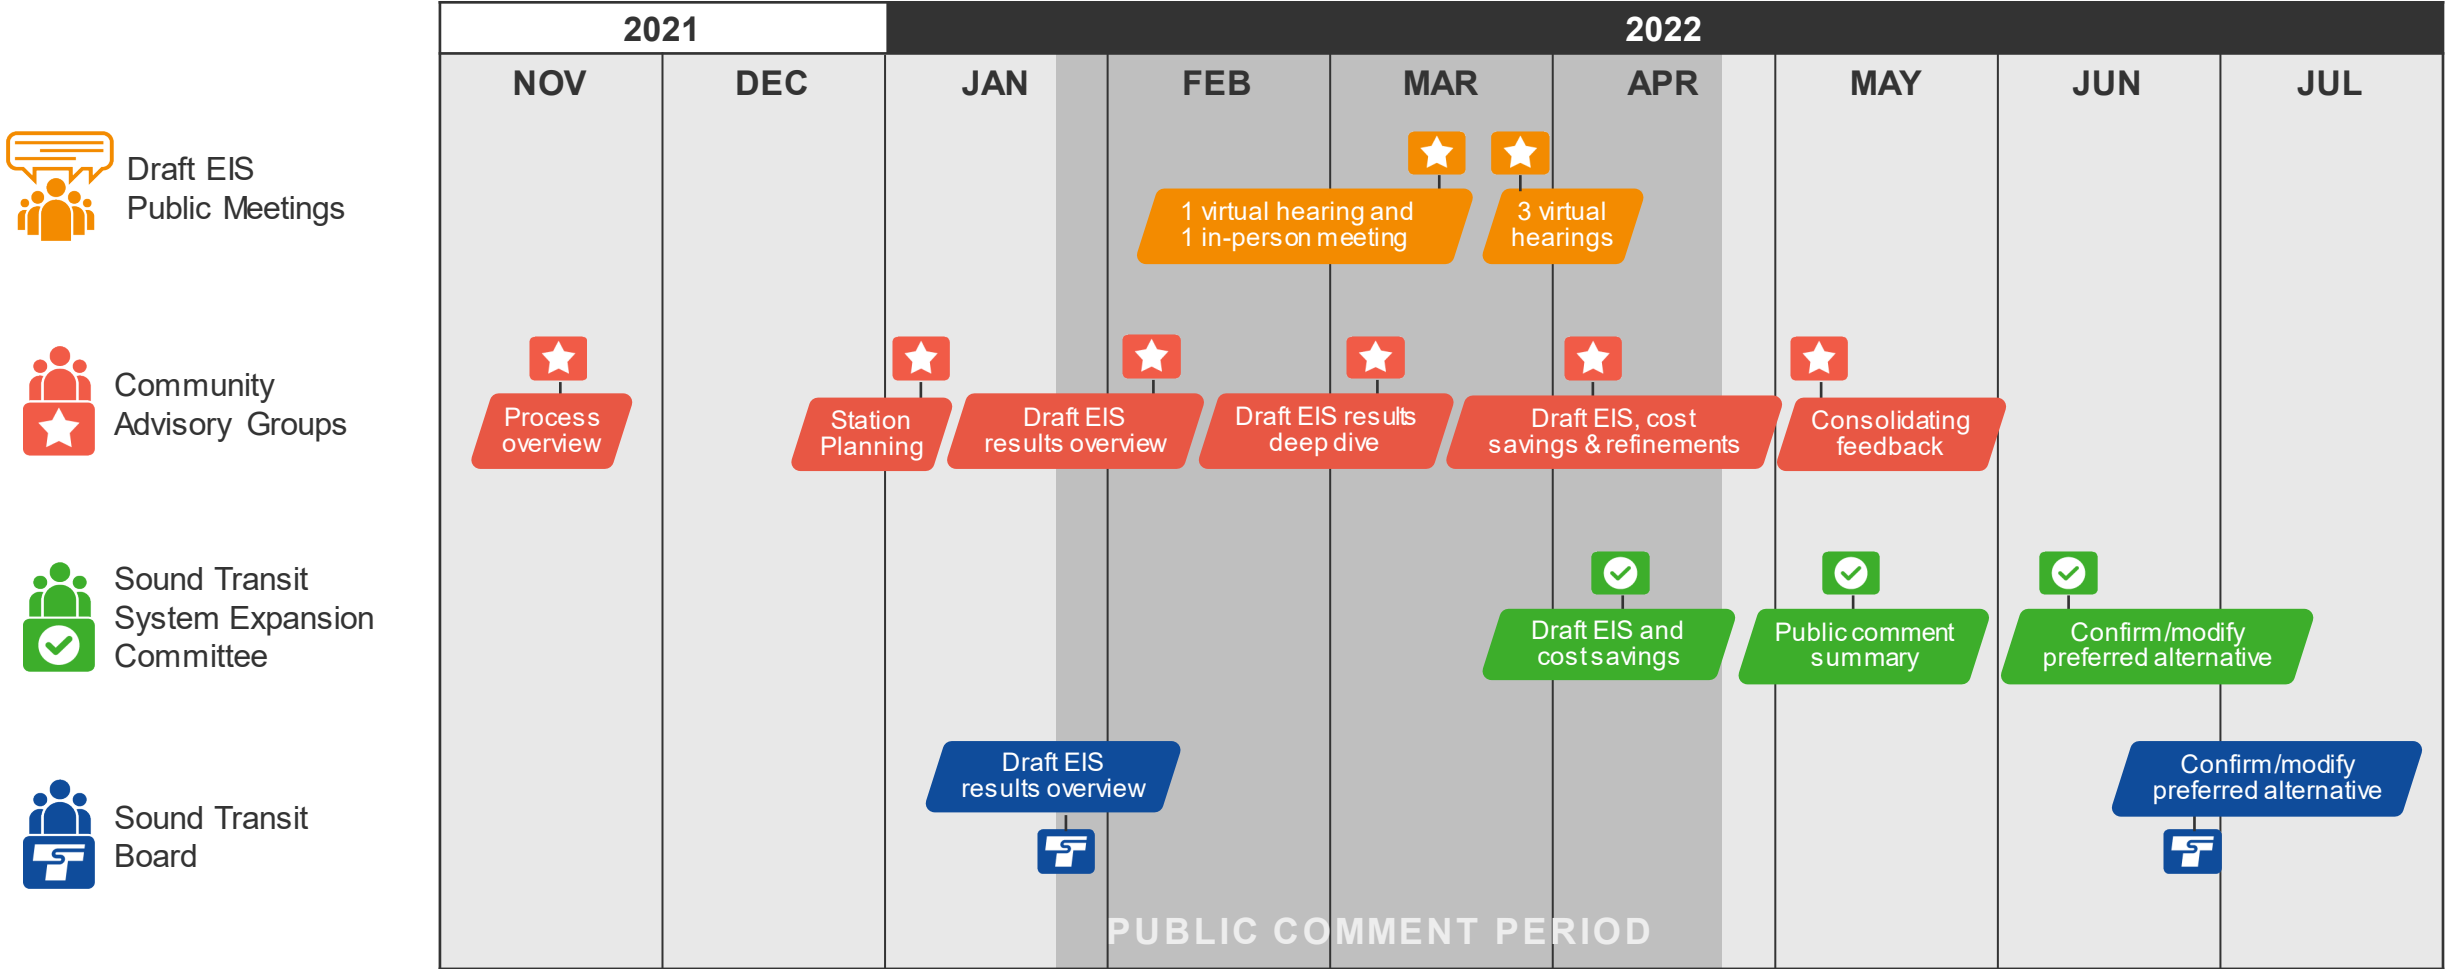 2021
2022
NOV
DEC
JAN
FEB
MAR
APR
MAY
JUN
JUL
Draft EIS
Public Meetings
1 virtual hearing and
1 in-person meeting
3 virtual
hearings
Community
Advisory Groups
Process
overview
Station
Planning
Draft EIS
results overview
Draft EIS results
deep dive
Draft EIS, cost
savings & refinements
Consolidating
feedback
Sound Transit
System Expansion
Committee
Draft EIS and
cost savings
Public comment
summary
Confirm/modify
preferred alternative
Sound Transit
Board
Draft EIS
results overview
Confirm/modify
preferred alternative
PUBLIC COMMENT PERIOD